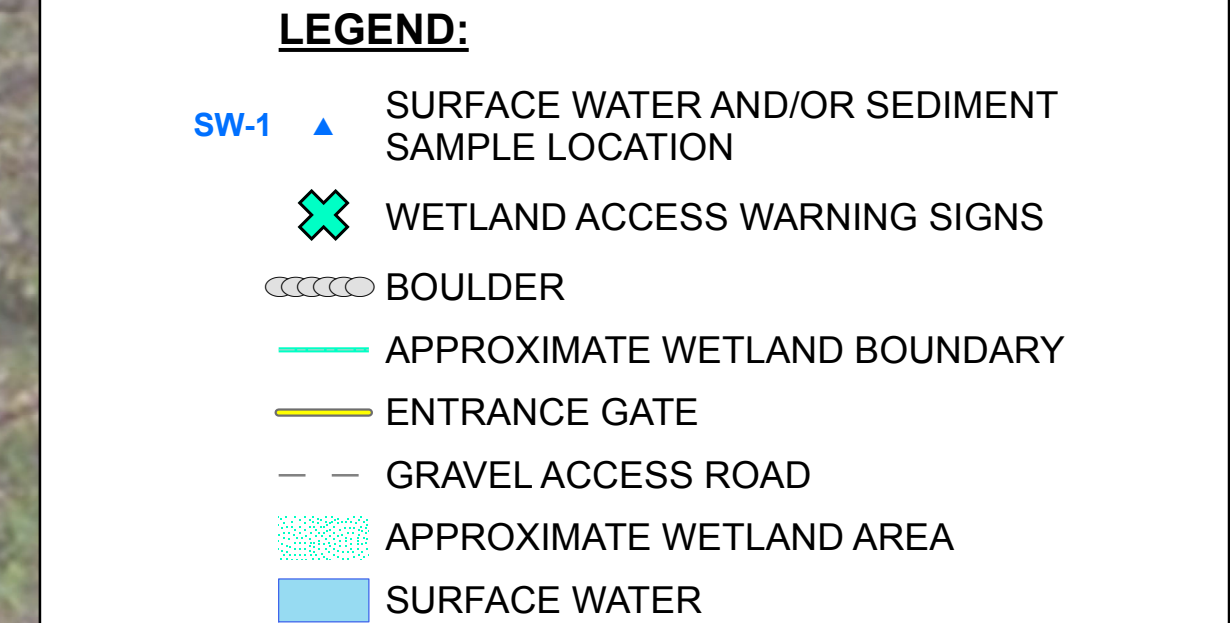 LEGEND:
SW-1 SURFACE WATER AND/OR SEDIMENT
SAMPLE LOCATION
WETLAND ACCESS WARNING SIGNS
BOULDER
APPROXIMATE WETLAND BOUNDARY
ENTRANCE GATE
GRAVEL ACCESS ROAD
APPROXIMATE WETLAND AREA
SURFACE WATER